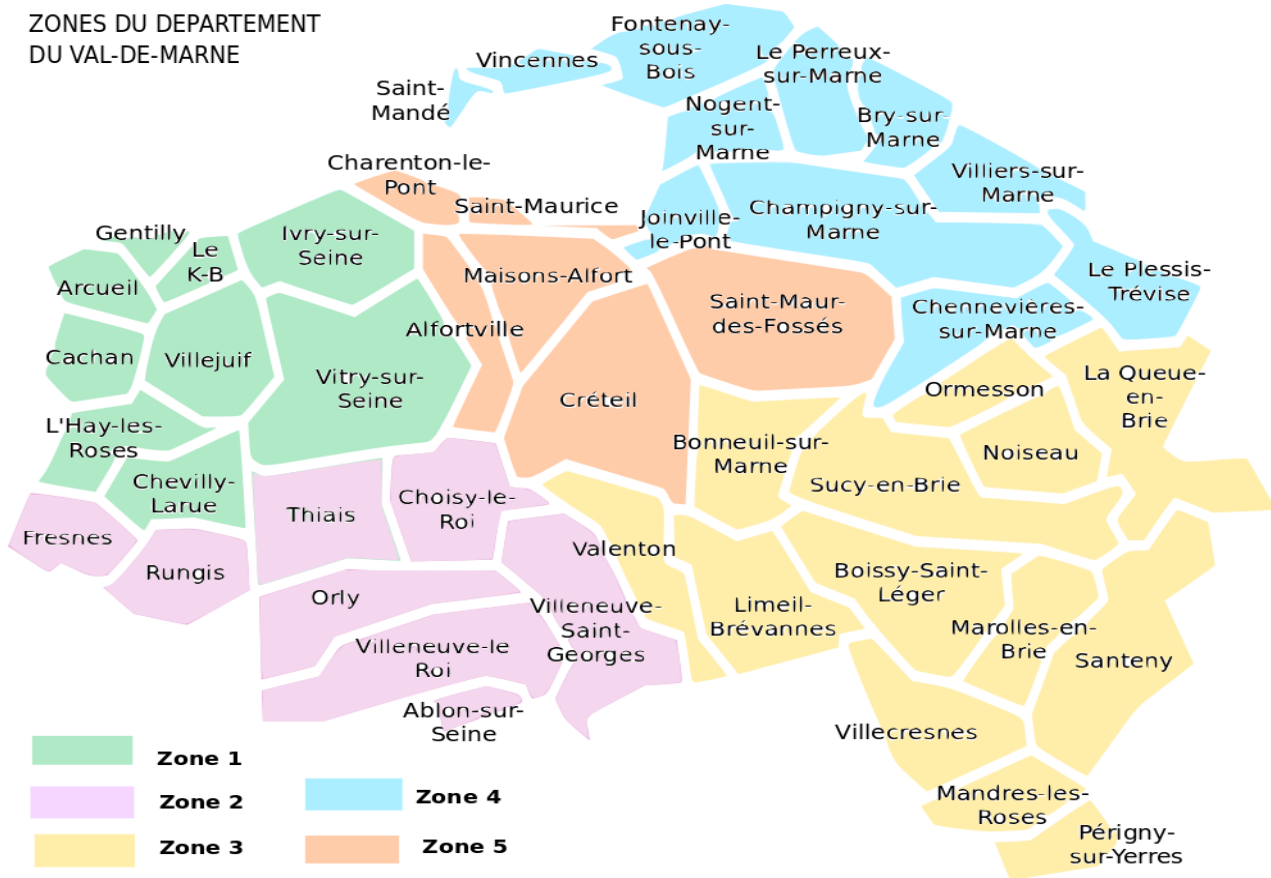 ZONES DU DEPARTEMENT
DU VAL-DE-MARNE
Fontenay-
sous-
Bois
Vincennes
Le Perreux-
sur-Marne
Saint-
Mandé
Nogent-
sur-
Marne
Bry-sur-
Marne
Charenton-le-
Pont
Villiers-sur-
Marne
Saint-Maurice
Joinville-
le-Pont
Champigny-sur-
Marne
Gentilly
Le
K-B
Ivry-sur-
Seine
Arcueil
Maisons-Alfort
Le Plessis-
Trévise
Saint-Maur-
des-Fossés
Chennevières-
sur-Marne
Alfortville
Cachan
Villejuif
Vitry-sur-
Seine
Créteil
Ormesson
La Queue-
en-
Brie
L'Hay-les-
Roses
Bonneuil-sur-
Marne
Noiseau
Sucy-en-Brie
Chevilly-
Larue
Choisy-le-
Roi
Thiais
Fresnes
Valenton
Rungis
Boissy-Saint-
Léger
Orly
Villeneuve-
Saint-
Georges
Limeil-
Brévannes
Marolles-en-
Brie
Santeny
Villeneuve-le
Roi
Ablon-sur-
Seine
Villecresnes
Mandres-les-
Roses
Périgny-
sur-Yerres
Zone 1
Zone 2
Zone 3
Zone 4
Zone 5